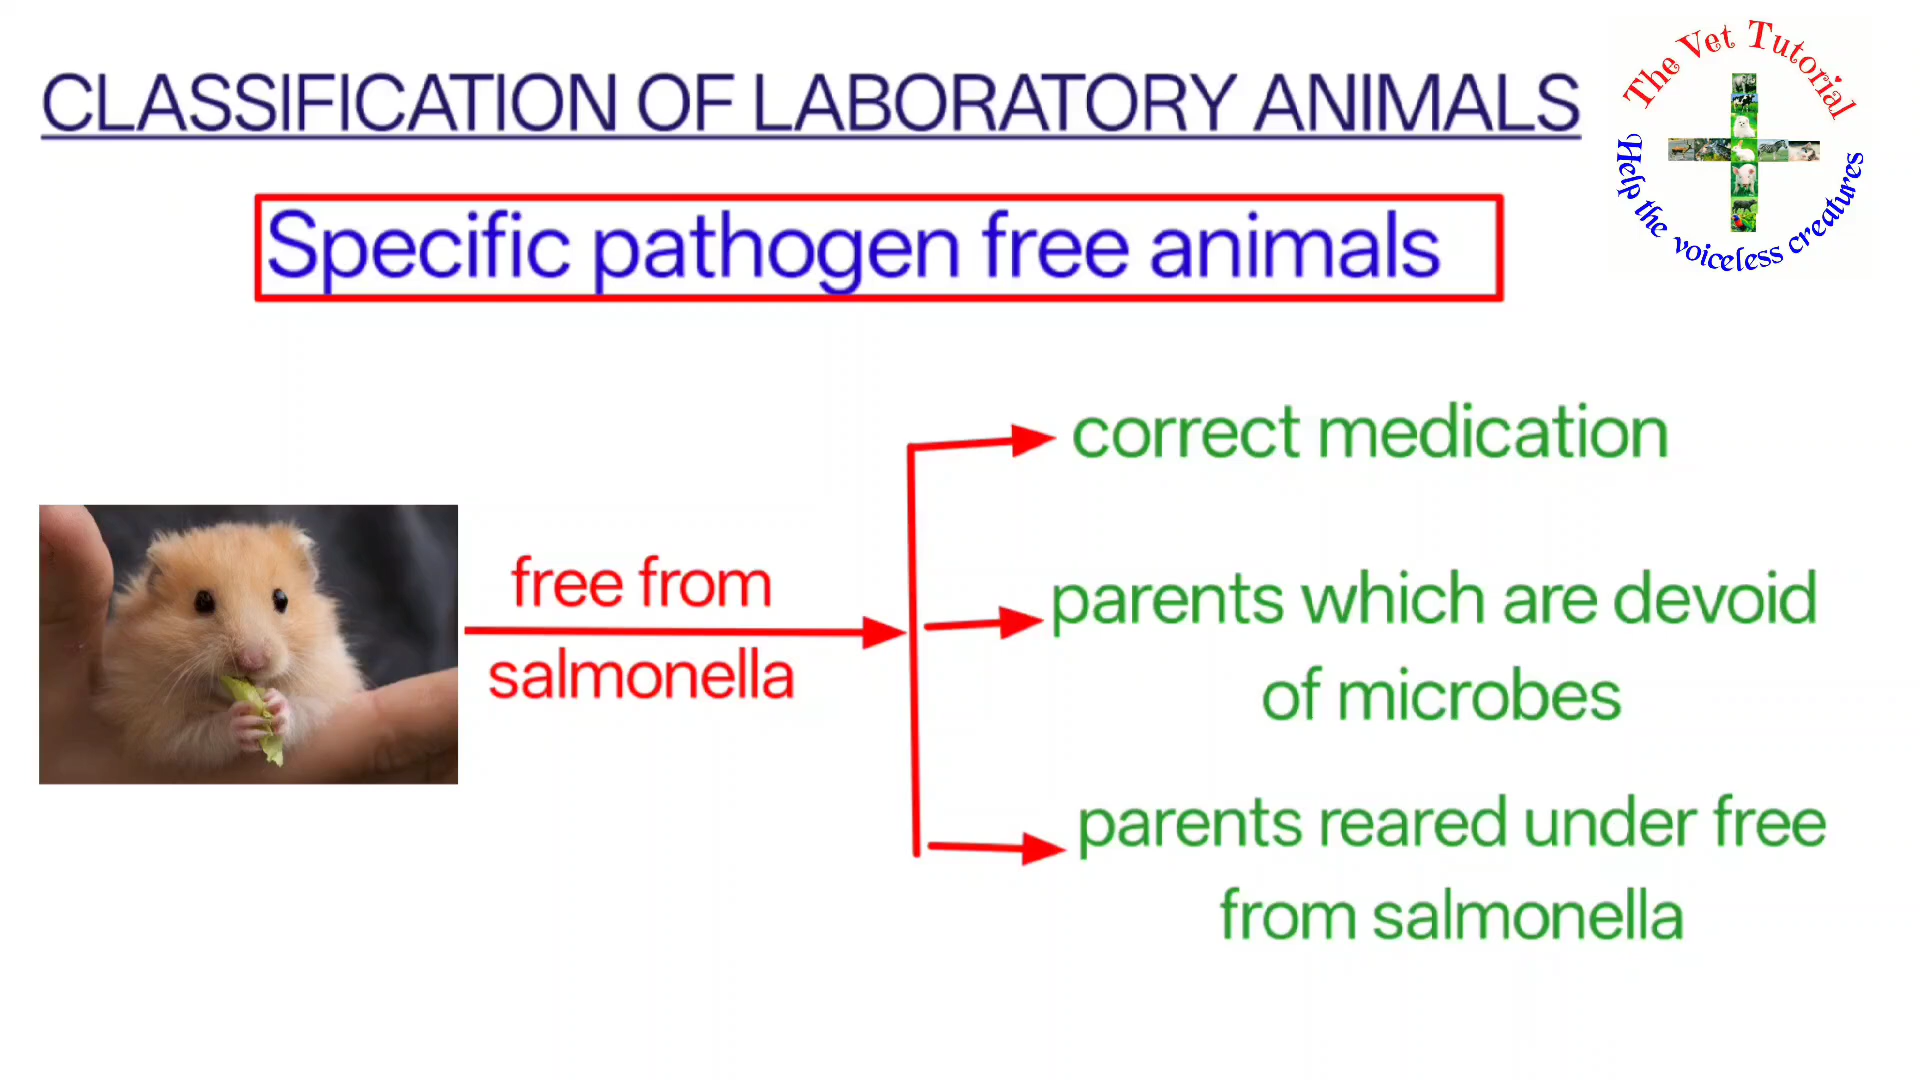 CLASSIFICATION OF LABORATORY ANIMALS
The Vet Tutorial
Help the voiceless creatures
Specific pathogen free animals
correct medication
free from
salmonella
parents which are devoid
of microbes
parents reared under free
from salmonella